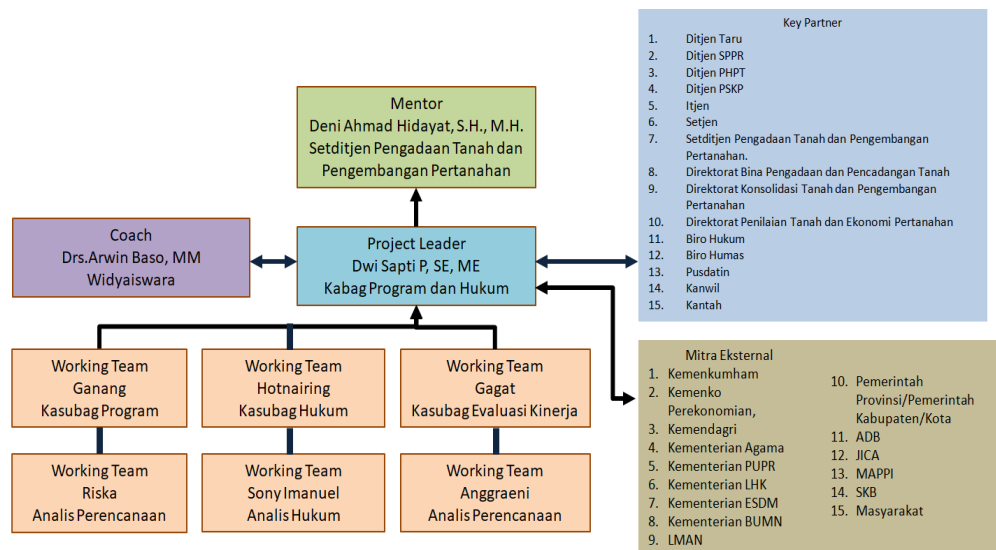 Mentor
Deni Ahmad Hidayat, S.H., M.H.
Setditjen Pengadaan Tanah dan
Pengembangan Pertanahan
Coach
Drs.Arwin Baso, MM
Widyaiswara
Project Leader
Dwi Sapti P, SE, ME
Kabag Program dan Hukum
Working Team
Ganang
Kasubag Program
Working Team
Hotnairing
Kasubag Hukum
Working Team
Gagat
Kasubag Evaluasi Kinerja
Working Team
Riska
Analis Perencanaan
Working Team
Sony Imanuel
Analis Hukum
Working Team
Anggraeni
Analis Perencanaan
Key Partner
1. Ditjen Taru
2. Ditjen SPPR
3. Ditjen PHPT
4. Ditjen PSKP
5. Itjen
6. Setjen
7. Setditjen Pengadaan Tanah dan Pengembangan
Pertanahan.
8. Direktorat Bina Pengadaan dan Pencadangan Tanah
9. Direktorat Konsolidasi Tanah dan Pengembangan
Pertanahan
10. Direktorat Penilaian Tanah dan Ekonomi Pertanahan
11. Biro Hukum
12. Biro Humas
13. Pusdatin
14. Kanwil
15. Kantah
Mitra Eksternal
1. Kemenkumham
2. Kemenko
Perekonomian,
3. Kemendagri
4. Kementerian Agama
5. Kementerian PUPR
6. Kementerian LHK
7. Kementerian ESDM
8. Kementerian BUMN
9. LMAN
10. Pemerintah
Provinsi/Pemerintah
Kabupaten/Kota
11. ADB
12. JICA
13. MAPPI
14. SKB
15. Masyarakat